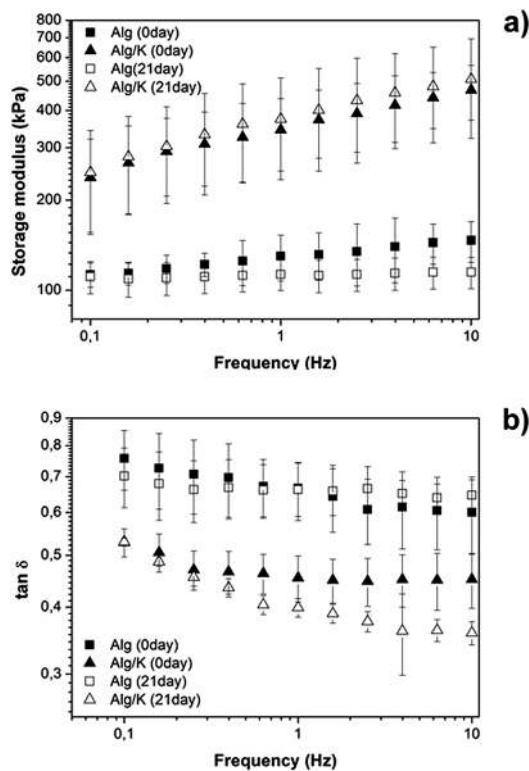 a)
Alg (0day)
Alg/K (0day)
Alg(21day)
Alg/K (21day)
800
700
600
500
400
300
200
100
Storage modulus (kPa)
0,1
1
10
Frequency (Hz)
b)
0,9
0,8
0,7
0,6
0,5
0,4
0,3
tan δ
Alg (0day)
Alg/K (0day)
Alg (21day)
Alg/K (21day)
0,1
1
10
Frequency (Hz)